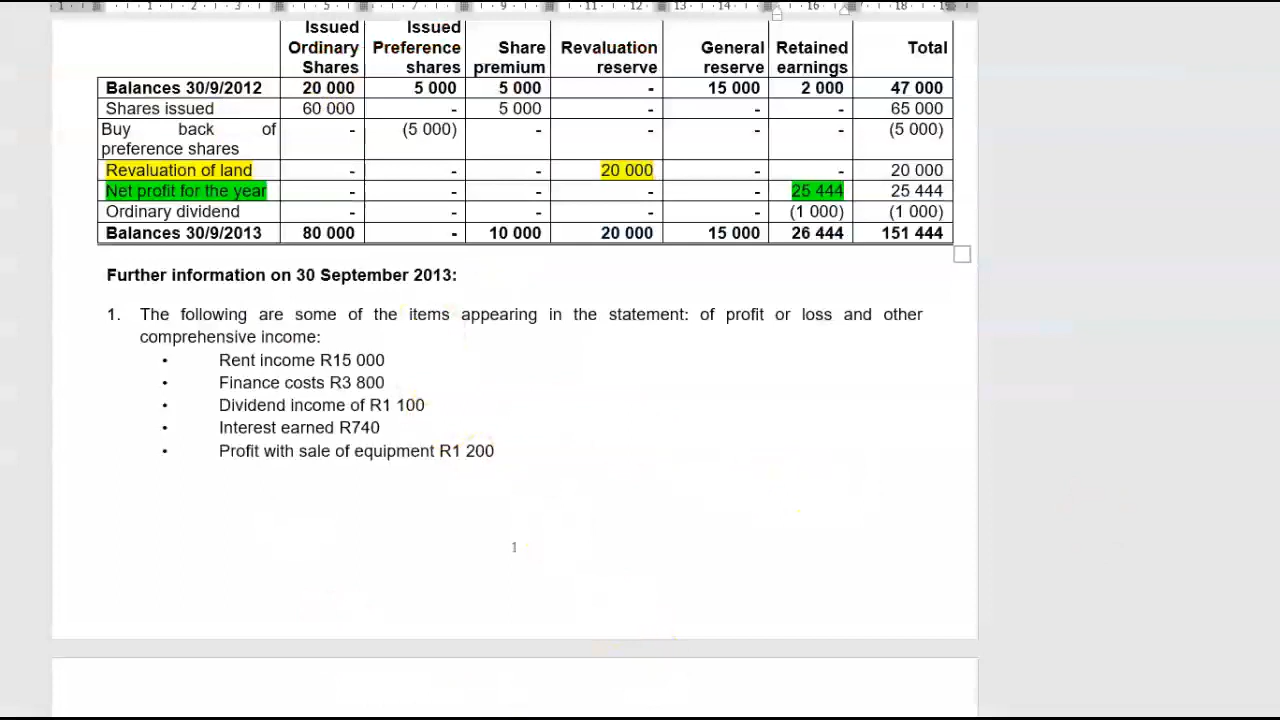 Issued Ordinary Shares Issued Preference shares Share premium Revaluation reserve General reserve Retained earnings Total
Balances 30/9/2012 20 000 5 000 5 000 - 15 000 2 000 47 000
Shares issued 60 000 - 5 000 - - - 65 000
Buy back of preference shares - (5 000) - - - - (5 000)
Revaluation of land - - - 20 000 - - 20 000
Net profit for the year - - - - - 25 444 25 444
Ordinary dividend - - - - - (1 000) (1 000)
Balances 30/9/2013 80 000 - 10 000 20 000 15 000 26 444 151 444
Further information on 30 September 2013:
1. The following are some of the items appearing in the statement: of profit or loss and other
comprehensive income:
• Rent income R15 000
• Finance costs R3 800
• Dividend income of R1 100
• Interest earned R740
• Profit with sale of equipment R1 200
1